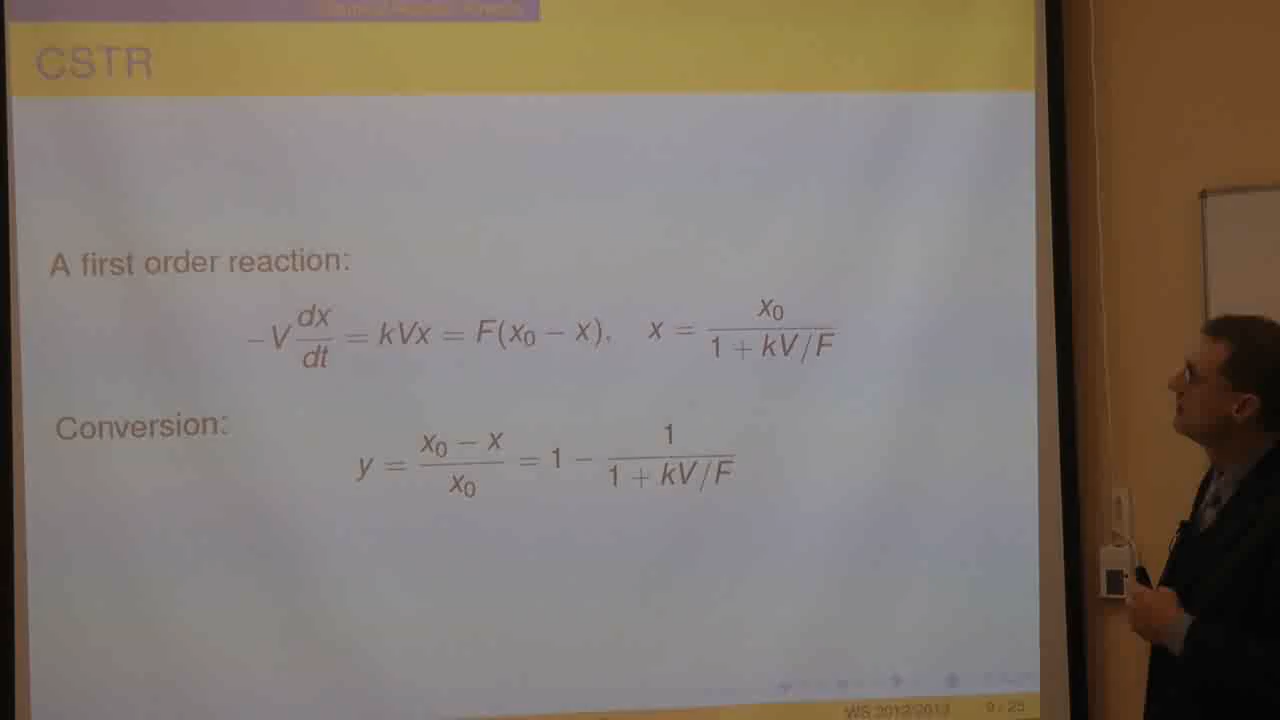 CSTR
A first order reaction:
-V dx/dt = kVx = F(x₀ − x), x = x₀/(1 + kV/F)
Conversion:
y = (x₀ − x)/x₀ = 1 − 1/(1 + kV/F)
WS 2012/2013 9 / 25